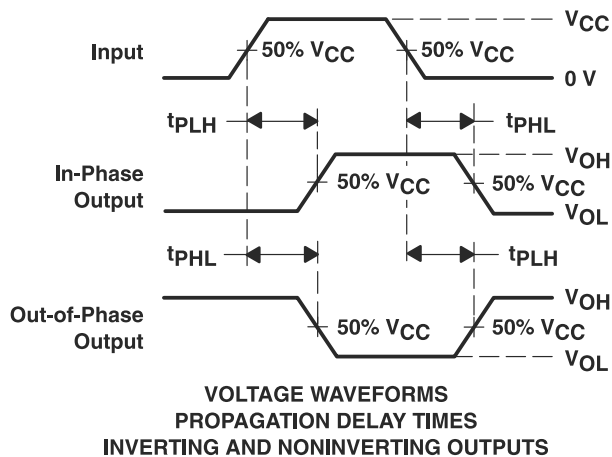 VCC
Input
50% VCC
50% VCC
0 V
tPLH
tPHL
VOH
In-Phase
Output
50% VCC
50% VCC
VOL
tPHL
tPLH
VOH
Out-of-Phase
Output
50% VCC
50% VCC
VOL
VOLTAGE WAVEFORMS
PROPAGATION DELAY TIMES
INVERTING AND NONINVERTING OUTPUTS